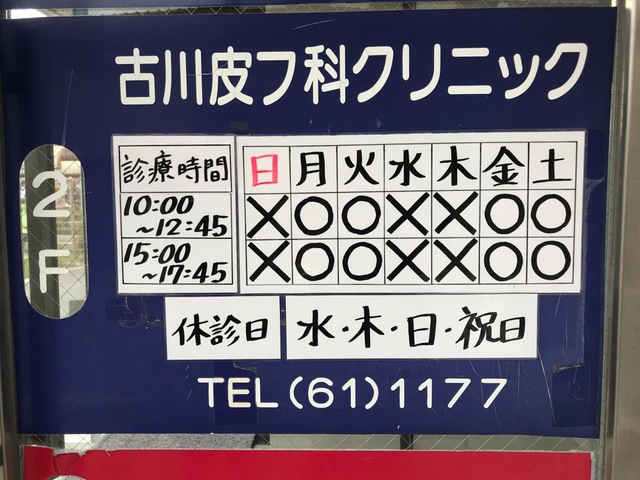 古川皮フ科クリニック
2F
診療時間 日 月 火 水 木 金 土
10:00 ~12:45 × ○ ○ × × ○ ○
15:00 ~17:45 × ○ ○ × × ○ ○
休診日 水・木・日・祝日
TEL(61)1177